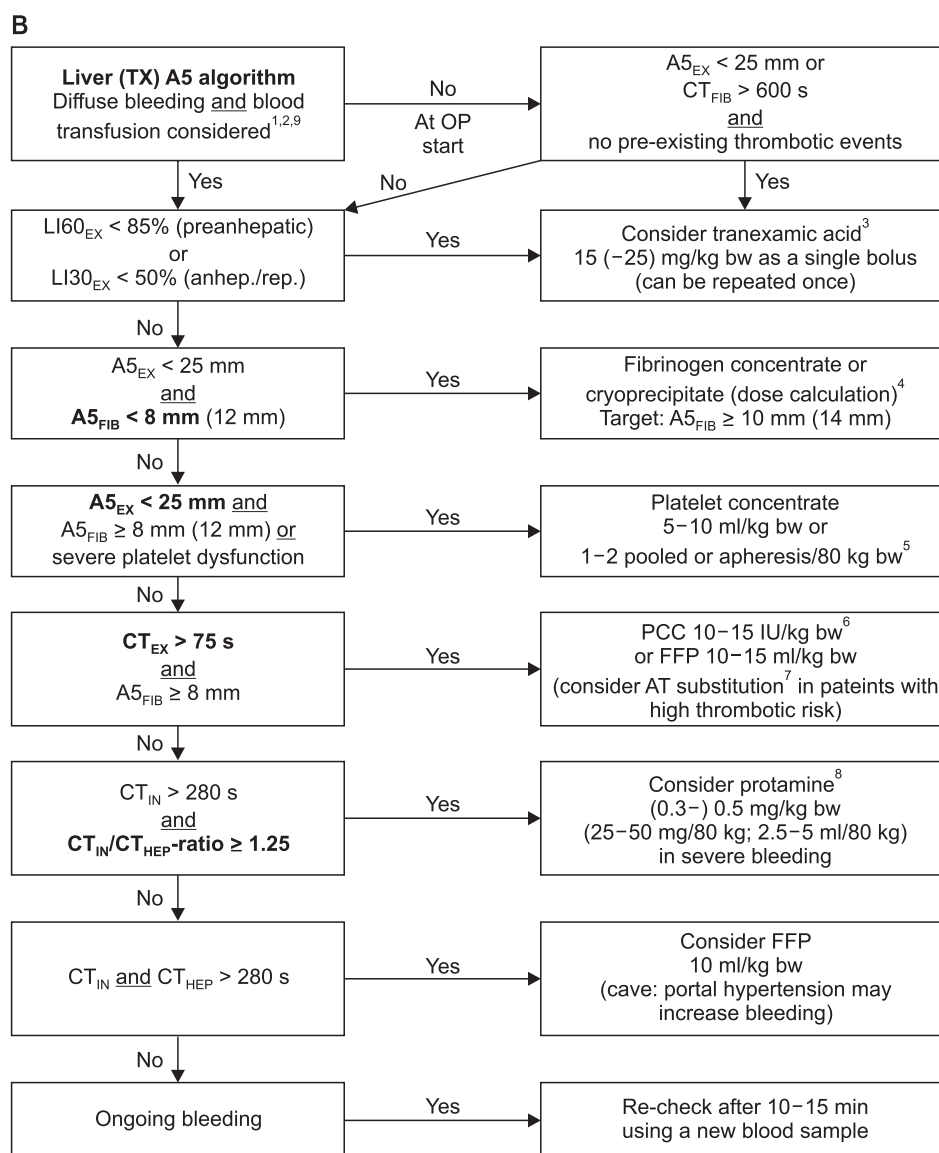 B
Liver (TX) A5 algorithm
Diffuse bleeding and blood
transfusion considered1,2,9
No
At OP
start
A5EX < 25 mm or
CTFIB > 600 s
and
no pre-existing thrombotic events
Yes
No
Yes
LI60EX < 85% (preanhepatic)
or
LI30EX < 50% (anhep./rep.)
Yes
Consider tranexamic acid3
15 (−25) mg/kg bw as a single bolus
(can be repeated once)
No
A5EX < 25 mm
and
A5FIB < 8 mm (12 mm)
Yes
Fibrinogen concentrate or
cryoprecipitate (dose calculation)4
Target: A5FIB ≥ 10 mm (14 mm)
No
A5EX < 25 mm and
A5FIB ≥ 8 mm (12 mm) or
severe platelet dysfunction
Yes
Platelet concentrate
5−10 ml/kg bw or
1−2 pooled or apheresis/80 kg bw5
No
CTEX > 75 s
and
A5FIB ≥ 8 mm
Yes
PCC 10−15 IU/kg bw6
or FFP 10−15 ml/kg bw
(consider AT substitution7 in pateints with
high thrombotic risk)
No
CTIN > 280 s
and
CTIN/CTHEP-ratio ≥ 1.25
Yes
Consider protamine8
(0.3−) 0.5 mg/kg bw
(25−50 mg/80 kg; 2.5−5 ml/80 kg)
in severe bleeding
No
CTIN and CTHEP > 280 s
Yes
Consider FFP
10 ml/kg bw
(cave: portal hypertension may
increase bleeding)
No
Ongoing bleeding
Yes
Re-check after 10−15 min
using a new blood sample